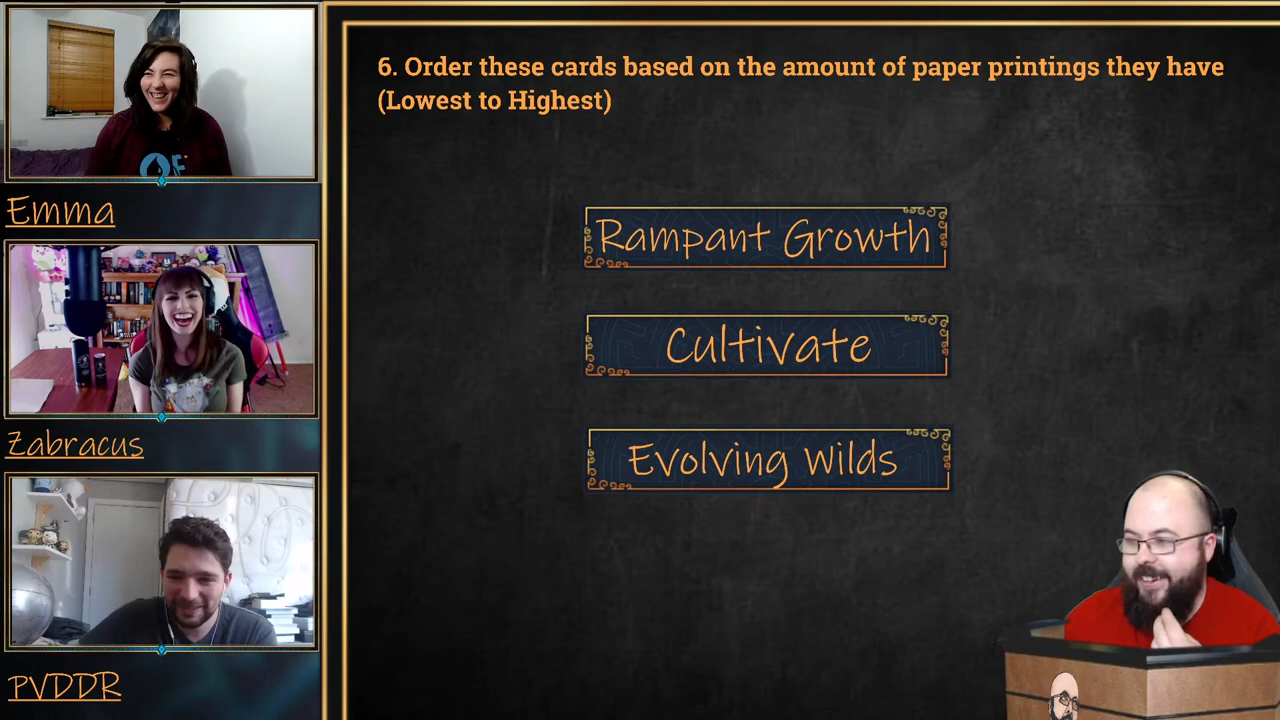 6. Order these cards based on the amount of paper printings they have
(Lowest to Highest)
Rampant Growth
Cultivate
Evolving Wilds
Emma
Zabracus
PVDDR